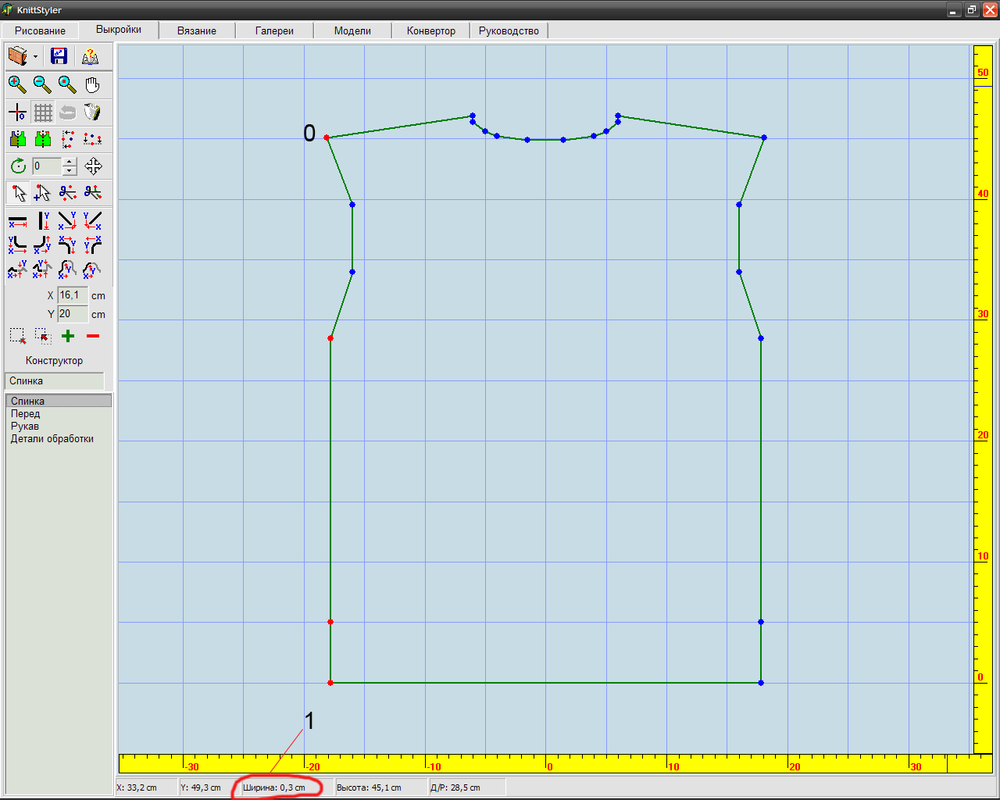 KnittStyler
Рисование Выкройки Вязание Галереи Модели Конвертор Руководство
0
X 16,1 cm
Y 20 cm
Конструктор
Спинка
Спинка
Перед
Рукав
Детали обработки
0
1
50
40
30
20
10
0
-30 -20 -10 0 10 20 30
X: 33,2 cm Y: 49,3 cm Ширина: 0,3 cm Высота: 45,1 cm Д/Р: 28,5 cm